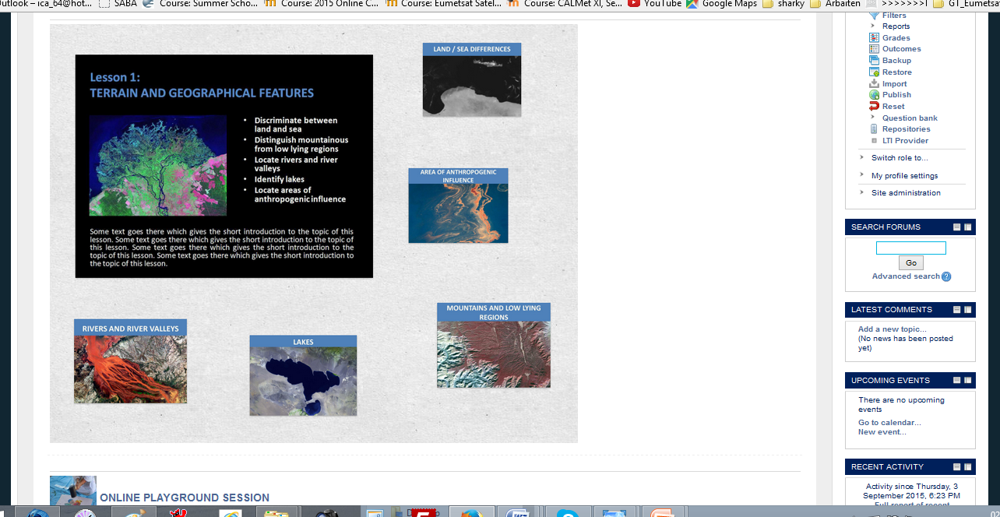 Outlook – ica_64@hot...
SABA
Course: Summer Scho...
Course: 2015 Online C...
Course: Eumetsat Satel...
Course: CALMet XI, Se...
YouTube
Google Maps
sharky
Arbaiten
>>>>>>>I
GT_Eumetsa
LAND / SEA DIFFERENCES
Lesson 1:
TERRAIN AND GEOGRAPHICAL FEATURES
• Discriminate between
land and sea
• Distinguish mountainous
from low lying regions
• Locate rivers and river
valleys
• Identify lakes
• Locate areas of
anthropogenic influence
Some text goes there which gives the short introduction to the topic of this
lesson. Some text goes there which gives the short introduction to the topic of
this lesson. Some text goes there which gives the short introduction to the
topic of this lesson. Some text goes there which gives the short introduction to
the topic of this lesson.
AREA OF ANTHROPOGENIC
INFLUENCE
RIVERS AND RIVER VALLEYS
LAKES
MOUNTAINS AND LOW LYING
REGIONS
ONLINE PLAYGROUND SESSION
Filters
Reports
Grades
Outcomes
Backup
Restore
Import
Publish
Reset
Question bank
Repositories
LTI Provider
Switch role to...
My profile settings
Site administration
SEARCH FORUMS
Go
Advanced search
LATEST COMMENTS
Add a new topic...
(No news has been posted
yet)
UPCOMING EVENTS
There are no upcoming
events
Go to calendar...
New event...
RECENT ACTIVITY
Activity since Thursday, 3
September 2015, 6:23 PM
Full report of recent